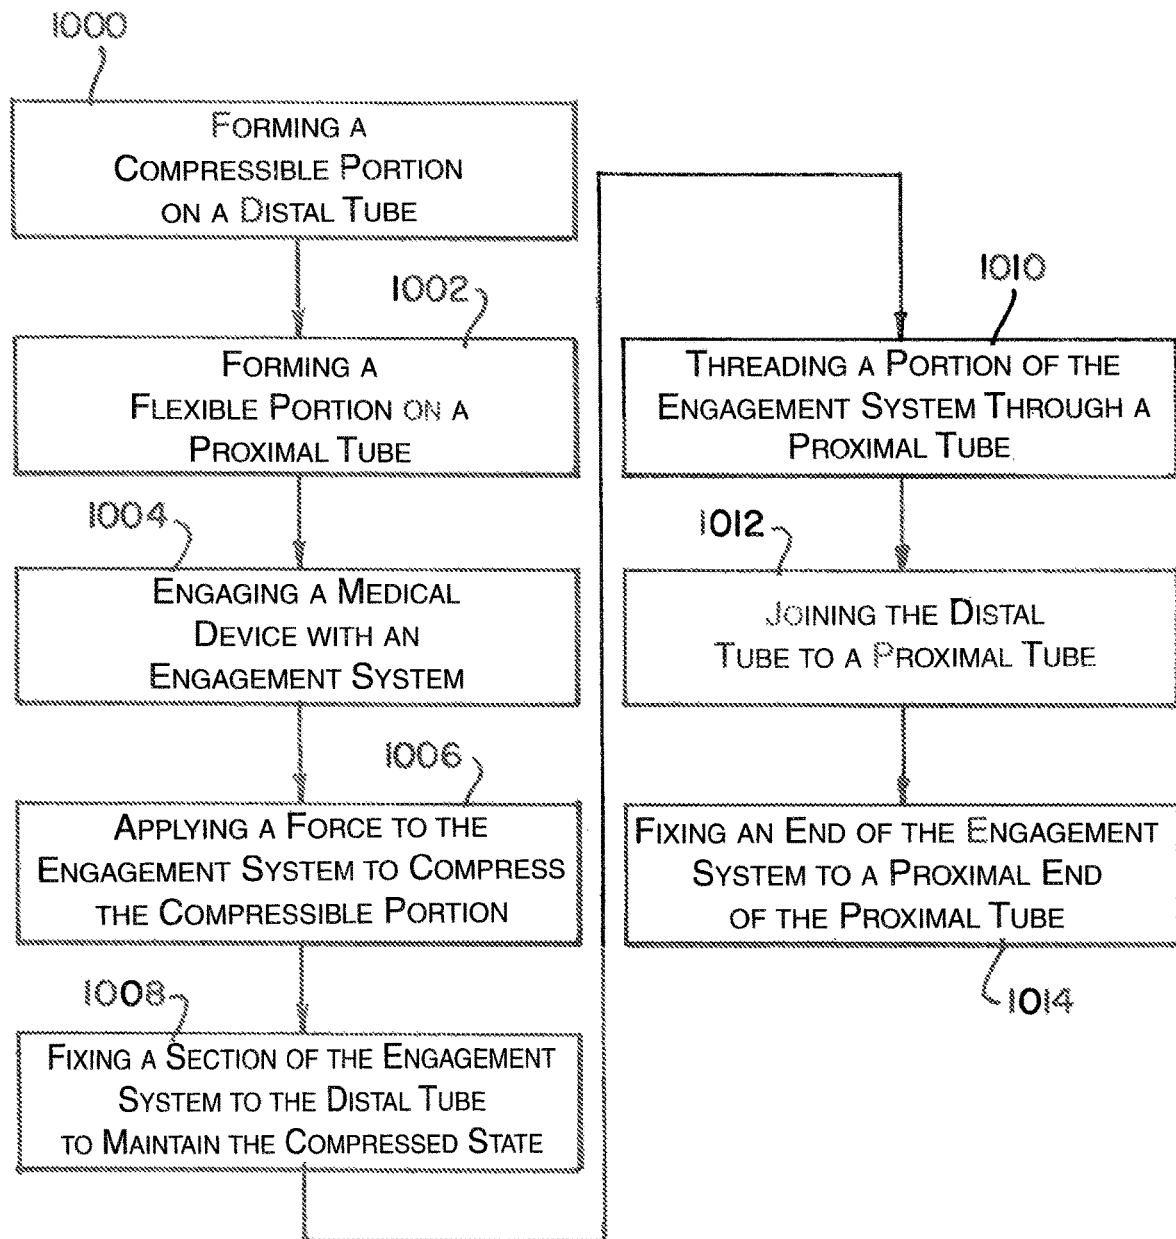 1000
FORMING A
COMPRESSIBLE PORTION
ON A DISTAL TUBE
1002
FORMING A
FLEXIBLE PORTION ON A
PROXIMAL TUBE
1004
ENGAGING A MEDICAL
DEVICE WITH AN
ENGAGEMENT SYSTEM
1006
APPLYING A FORCE TO THE
ENGAGEMENT SYSTEM TO COMPRESS
THE COMPRESSIBLE PORTION
1008
FIXING A SECTION OF THE ENGAGEMENT
SYSTEM TO THE DISTAL TUBE
TO MAINTAIN THE COMPRESSED STATE
1010
THREADING A PORTION OF THE
ENGAGEMENT SYSTEM THROUGH A
PROXIMAL TUBE
1012
JOINING THE DISTAL
TUBE TO A PROXIMAL TUBE
FIXING AN END OF THE ENGAGEMENT
SYSTEM TO A PROXIMAL END
OF THE PROXIMAL TUBE
1014